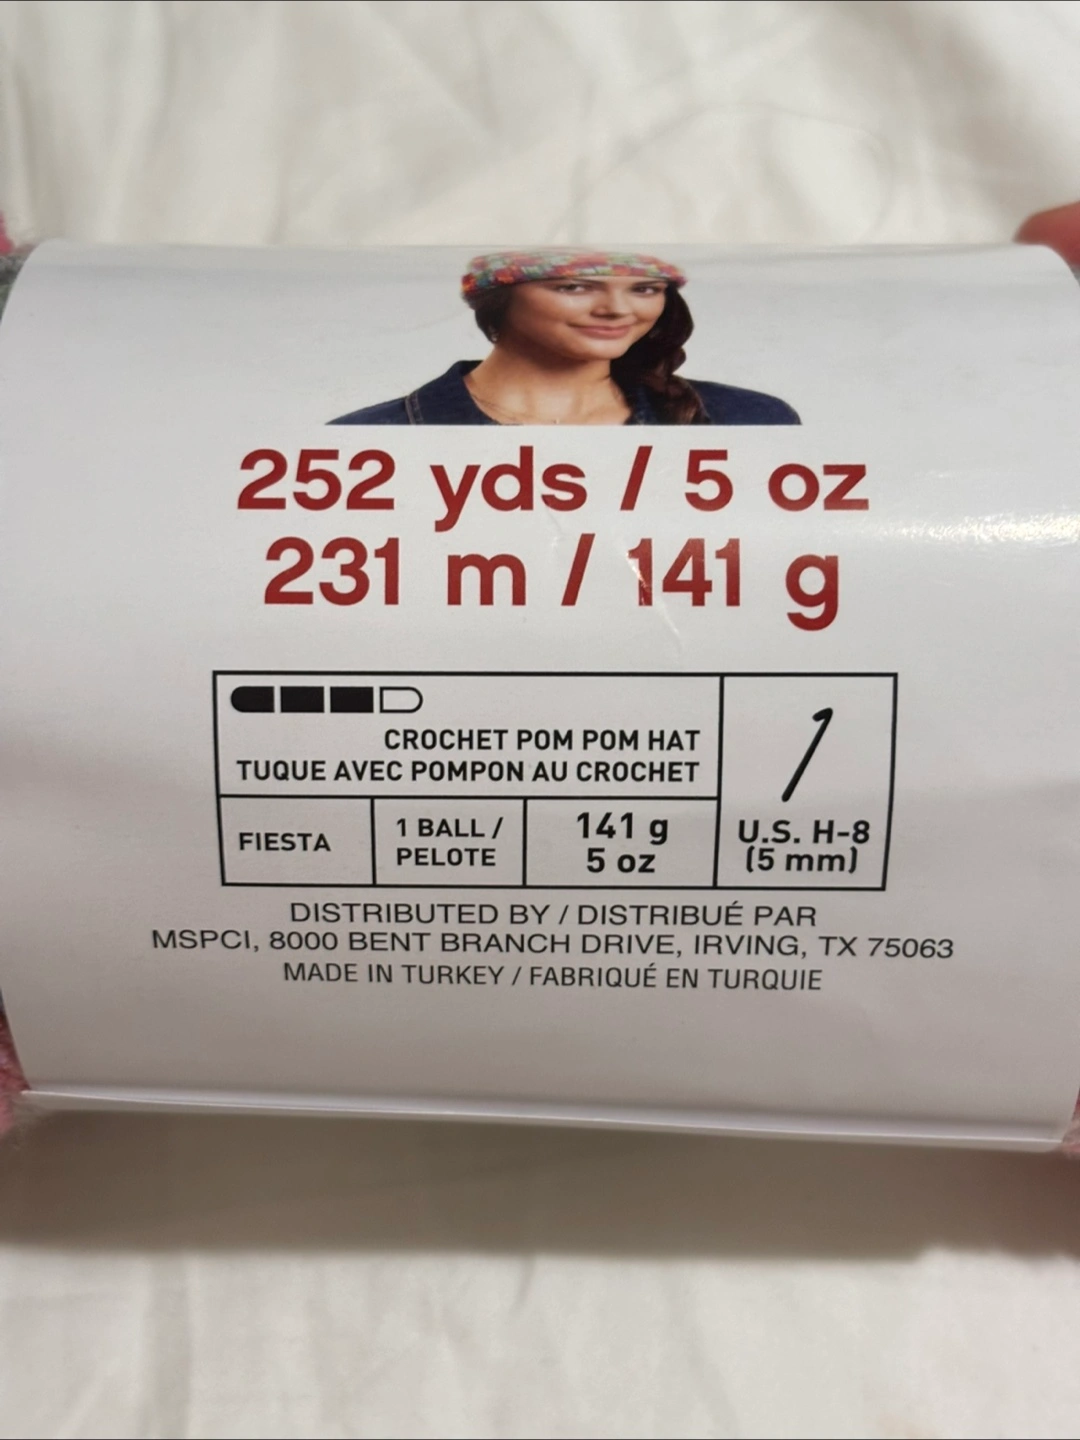 252 yds / 5 oz
231 m / 141 g
CROCHET POM POM HAT
TUQUE AVEC POMPON AU CROCHET
FIESTA
1 BALL /
PELOTE
141 g
5 oz
U.S. H-8
(5 mm)
DISTRIBUTED BY / DISTRIBUÉ PAR
MSPCI, 8000 BENT BRANCH DRIVE, IRVING, TX 75063
MADE IN TURKEY / FABRIQUÉ EN TURQUIE